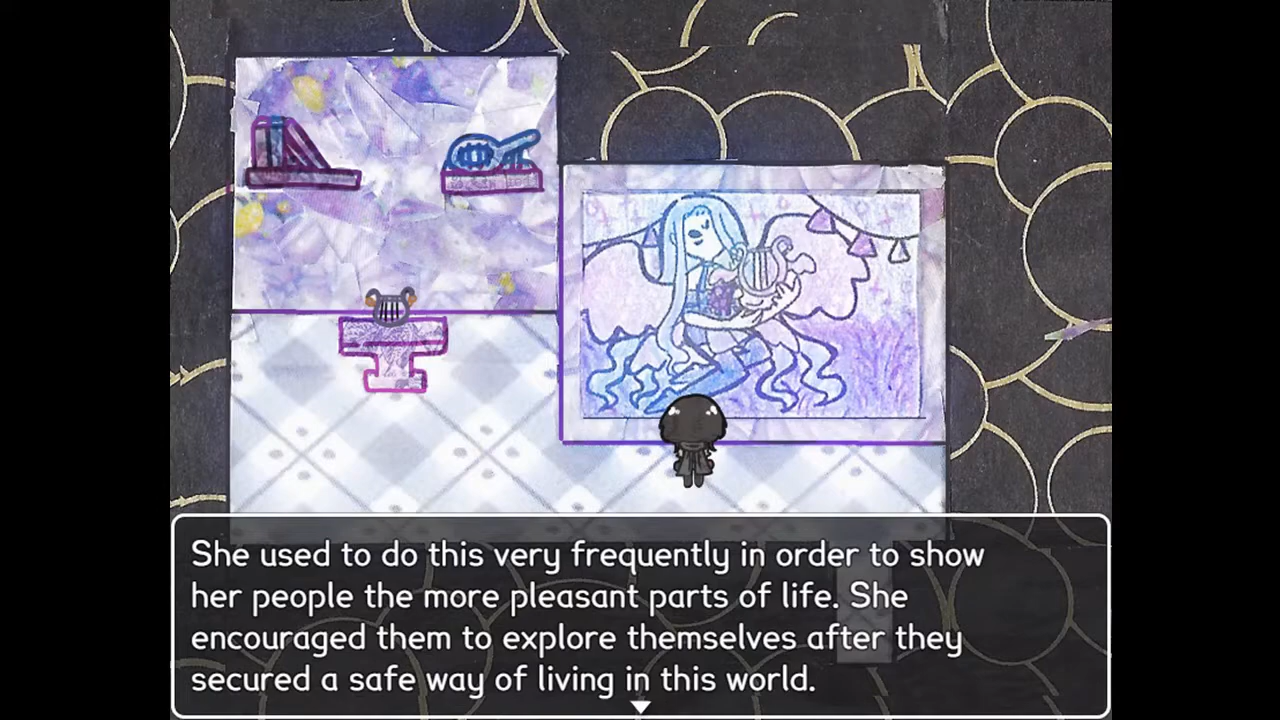 She used to do this very frequently in order to show
her people the more pleasant parts of life. She
encouraged them to explore themselves after they
secured a safe way of living in this world.